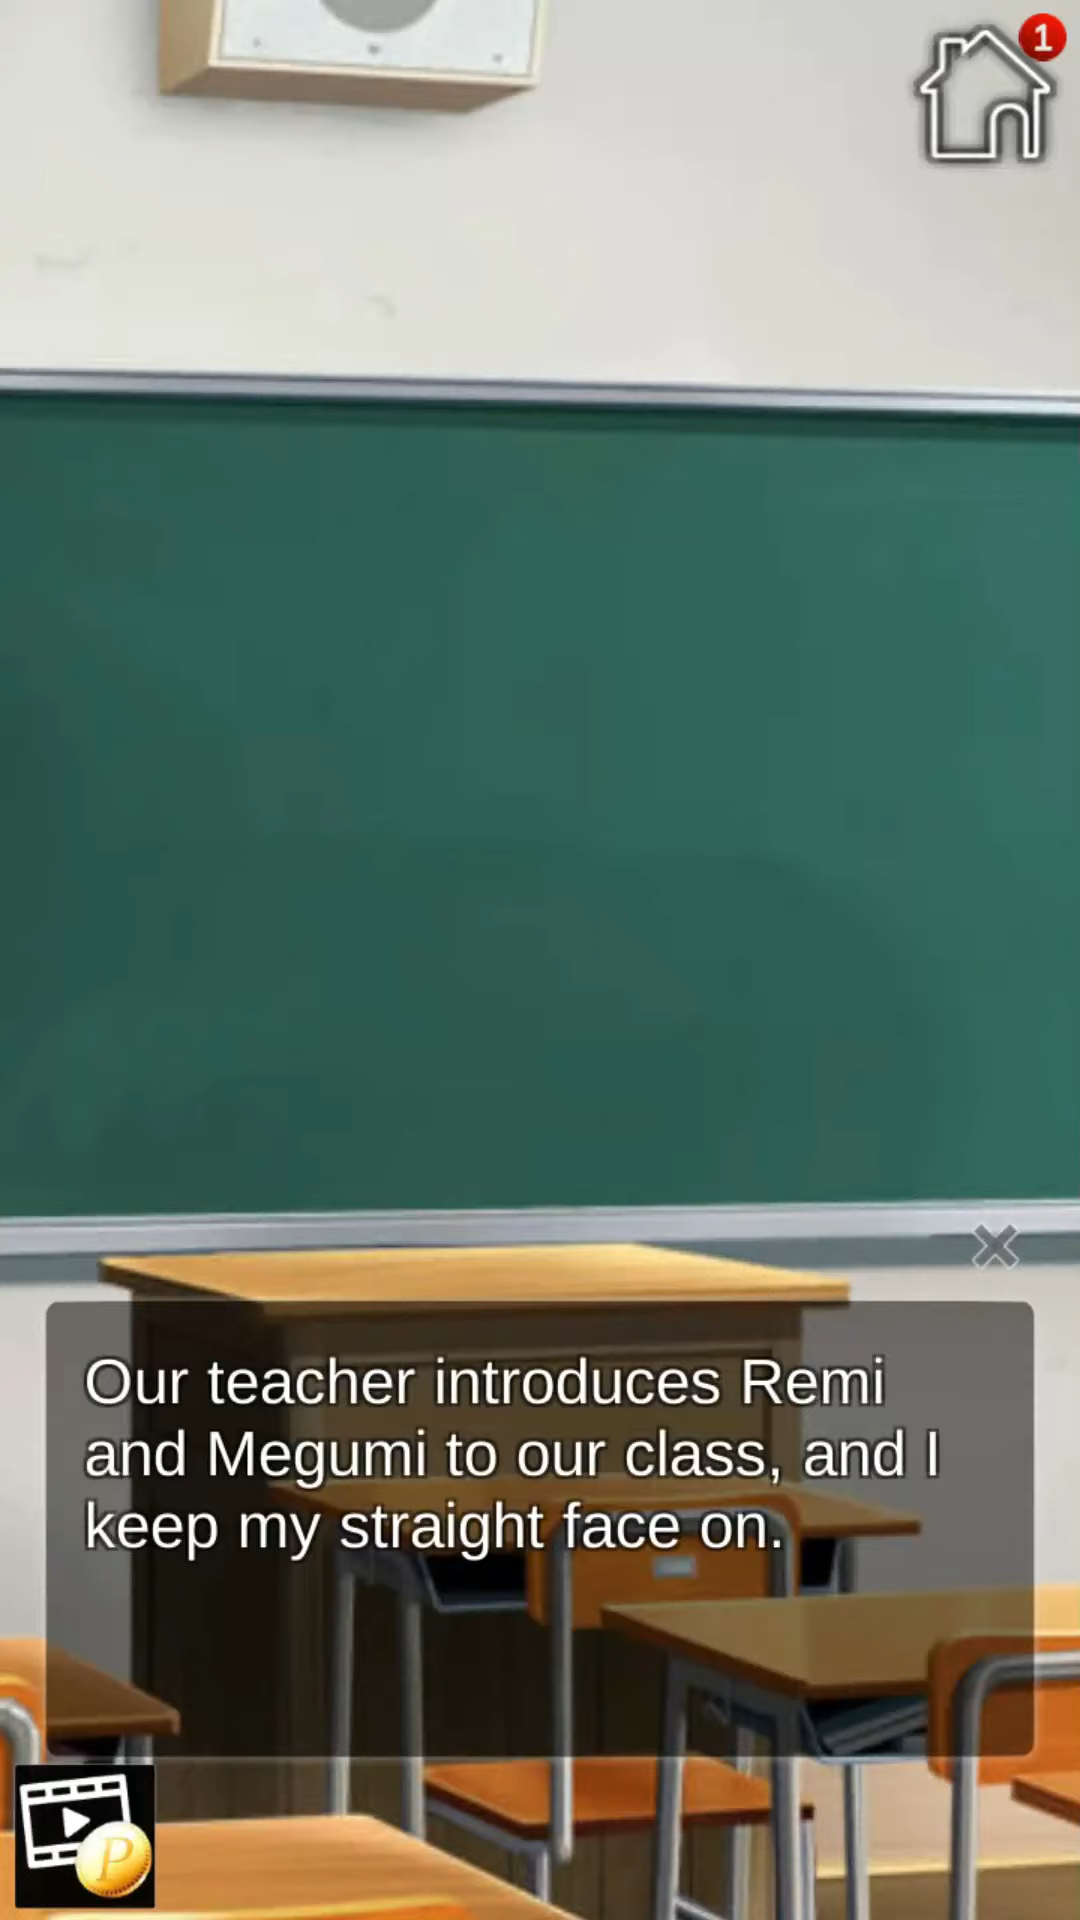 1
Our teacher introduces Remi
and Megumi to our class, and I
keep my straight face on.
P